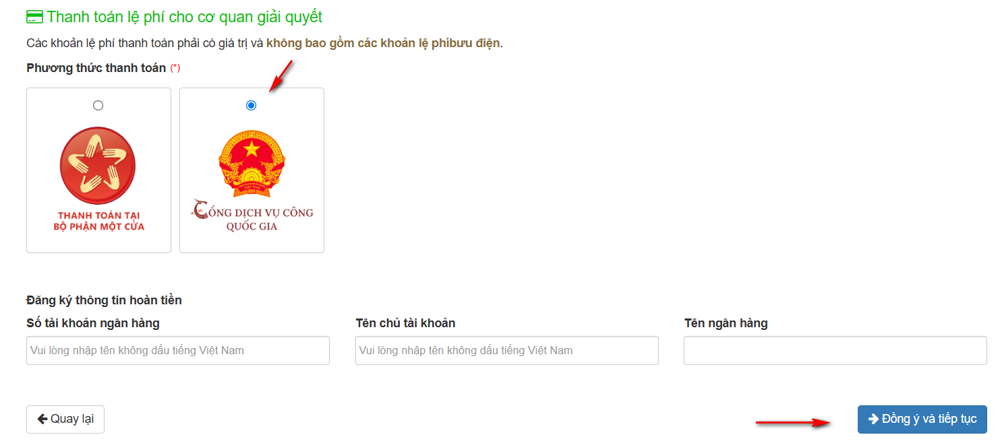 Thanh toán lệ phí cho cơ quan giải quyết
Các khoản lệ phí thanh toán phải có giá trị và không bao gồm các khoản lệ phíbưu điện.
Phương thức thanh toán (*)
THANH TOÁN TẠI
BỘ PHẬN MỘT CỬA
CỔNG DỊCH VỤ CÔNG
QUỐC GIA
Đăng ký thông tin hoàn tiền
Số tài khoản ngân hàng
Tên chủ tài khoản
Tên ngân hàng
Vui lòng nhập tên không dấu tiếng Việt Nam
Vui lòng nhập tên không dấu tiếng Việt Nam
Quay lại
Đồng ý và tiếp tục